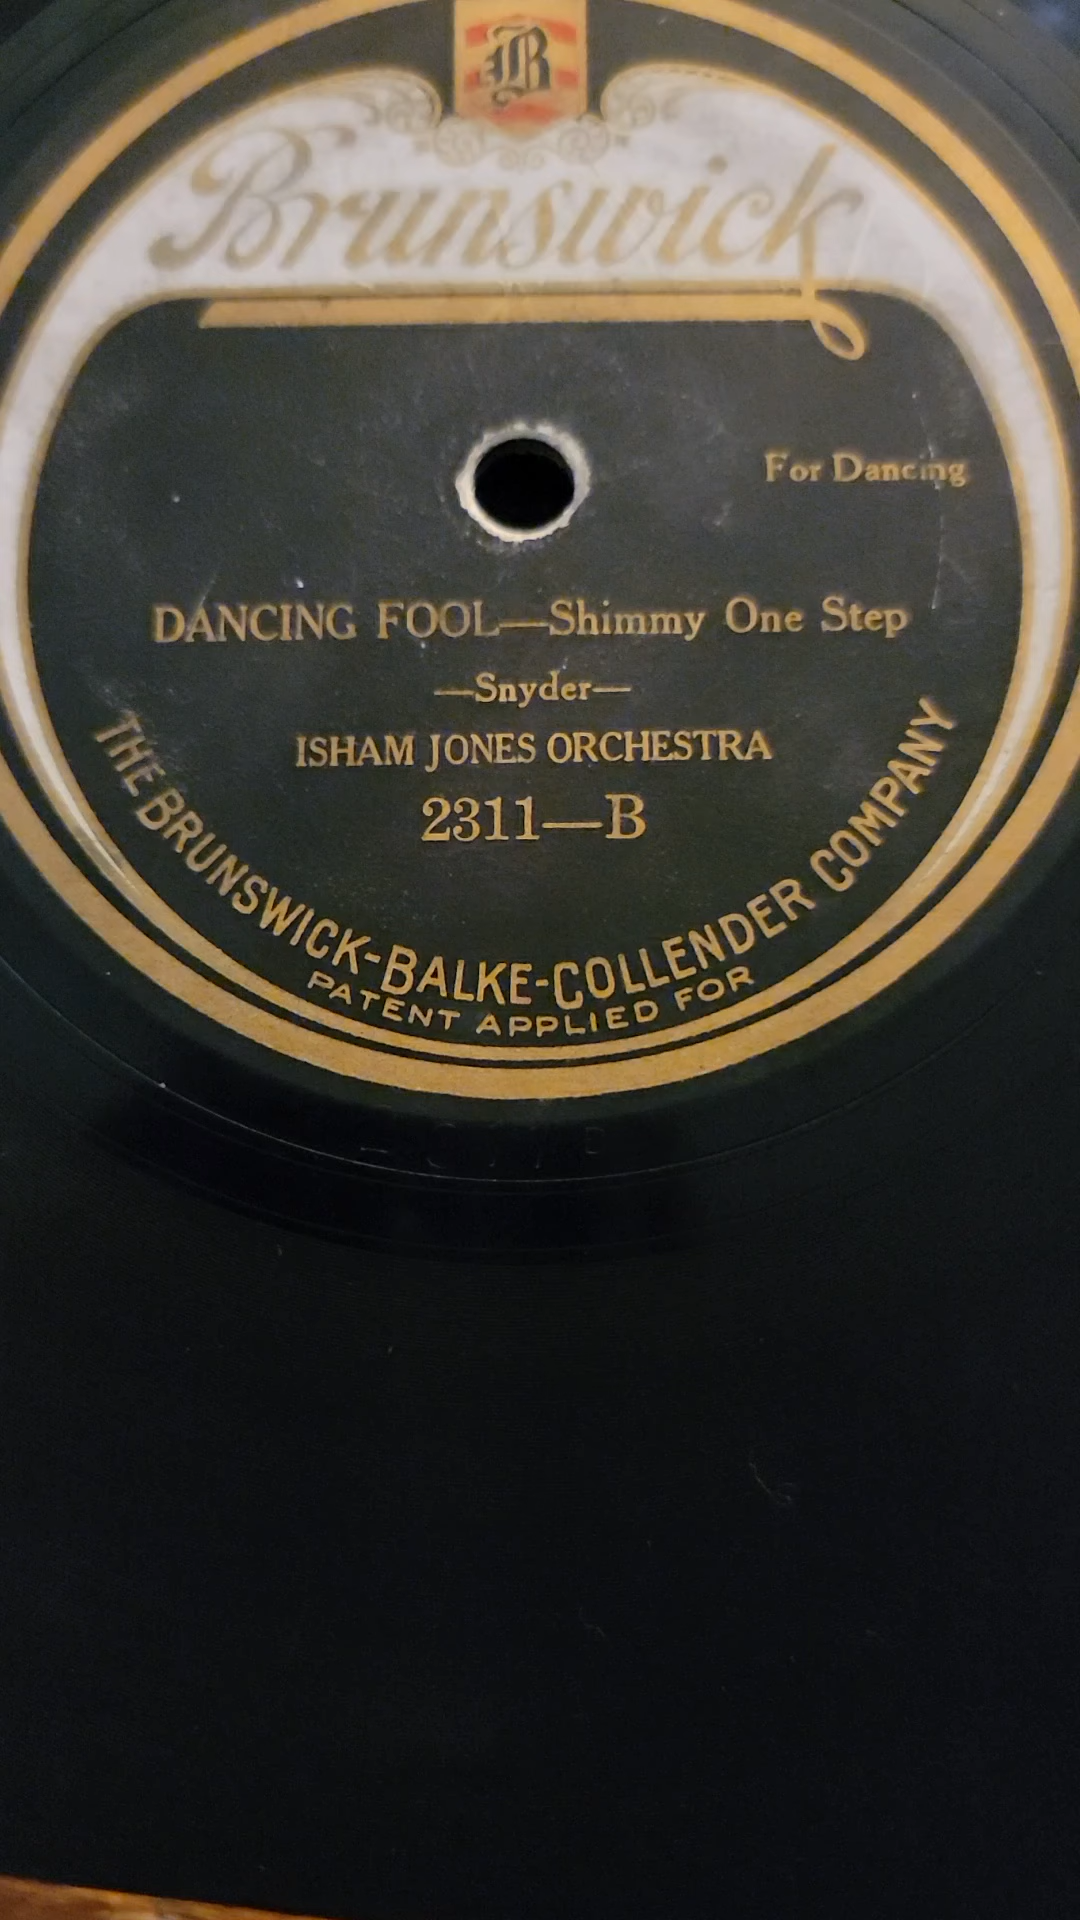 B
Brunswick
For Dancing
DANCING FOOL—Shimmy One Step
—Snyder—
ISHAM JONES ORCHESTRA
2311—B
THE BRUNSWICK-BALKE-COLLENDER COMPANY
PATENT APPLIED FOR